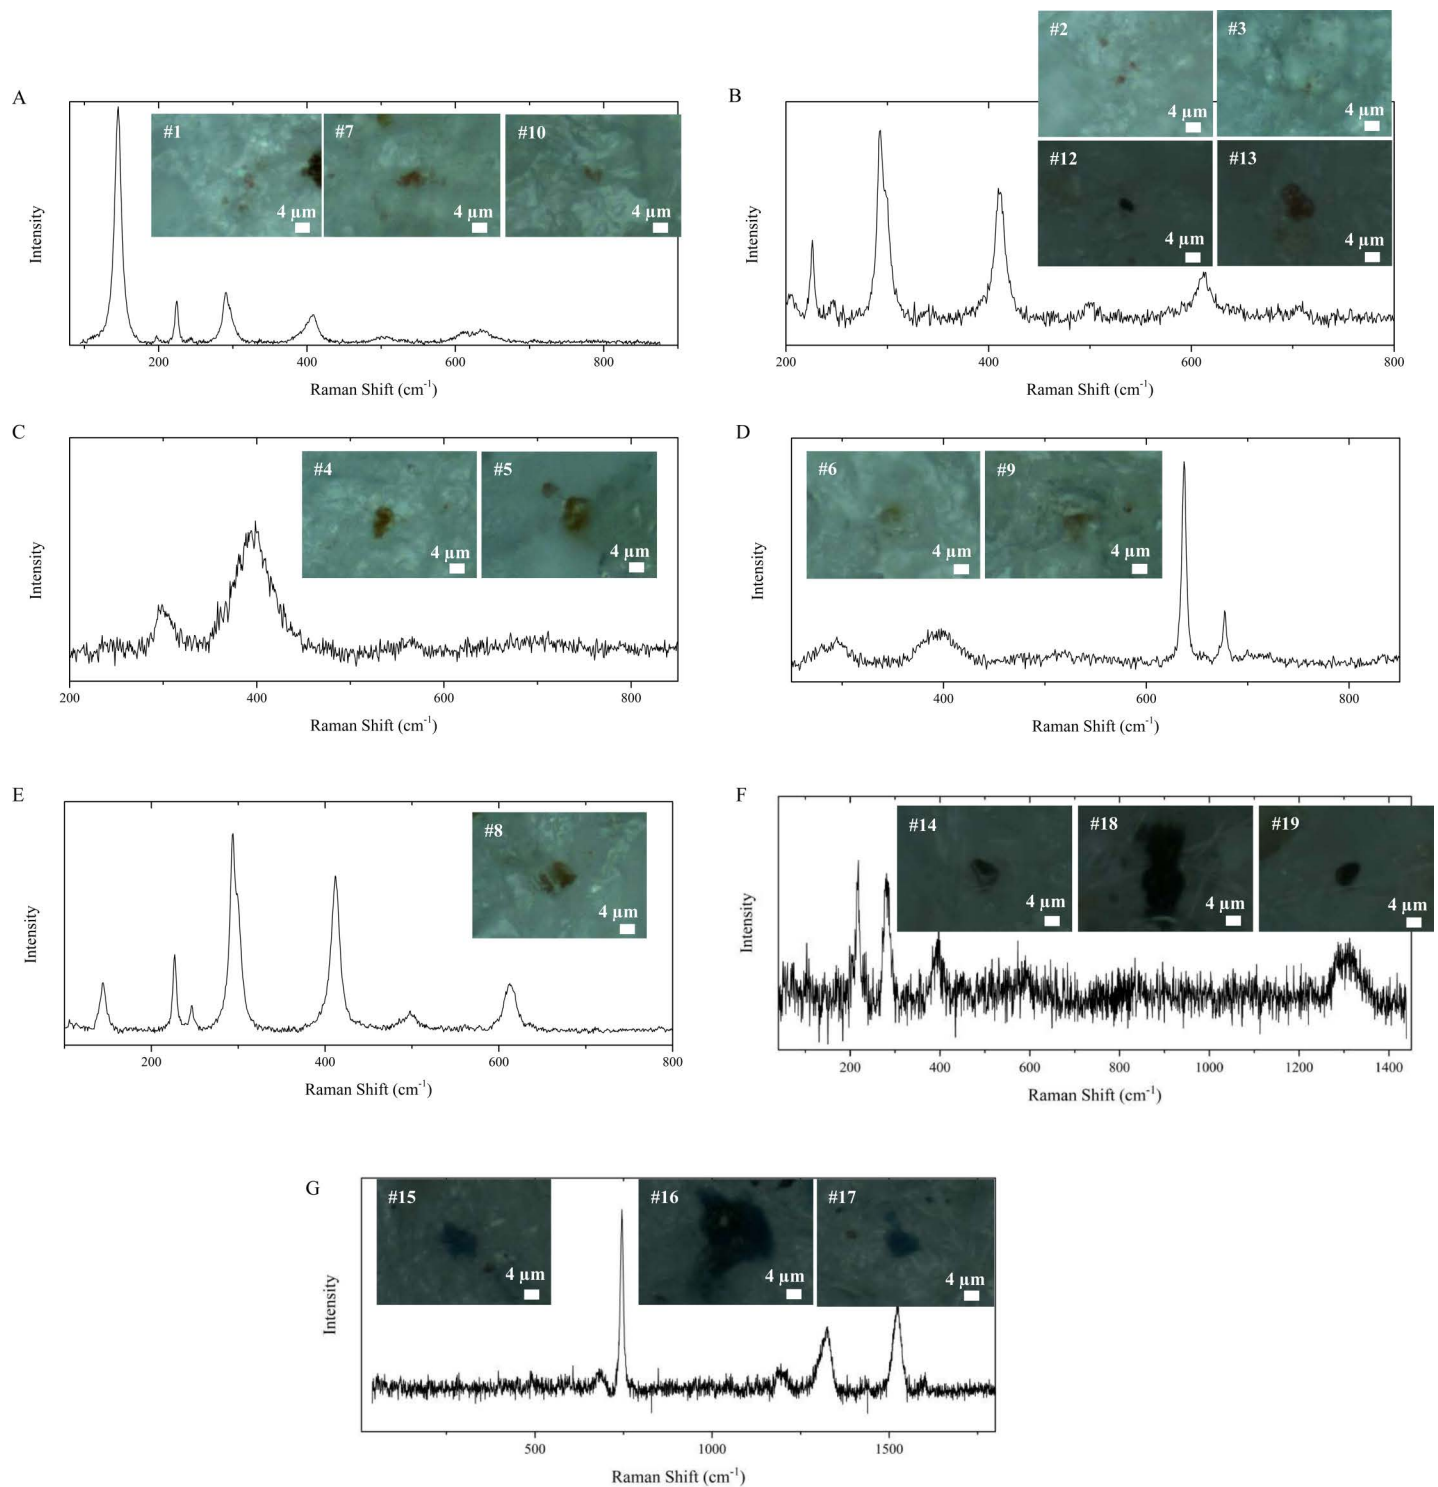 A
#1
#7
#10
4 μm
4 μm
4 μm
Intensity
200
400
600
800
Raman Shift (cm-1)
B
#2
#3
4 μm
4 μm
#12
#13
4 μm
4 μm
Intensity
200
400
600
800
Raman Shift (cm-1)
C
#4
#5
4 μm
4 μm
Intensity
200
400
600
800
Raman Shift (cm-1)
D
#6
#9
4 μm
4 μm
Intensity
400
600
800
Raman Shift (cm-1)
E
#8
4 μm
Intensity
200
400
600
800
Raman Shift (cm-1)
F
#14
#18
#19
4 μm
4 μm
4 μm
Intensity
200
400
600
800
1000
1200
1400
Raman Shift (cm-1)
G
#15
#16
#17
4 μm
4 μm
4 μm
Intensity
500
1000
1500
Raman Shift (cm-1)